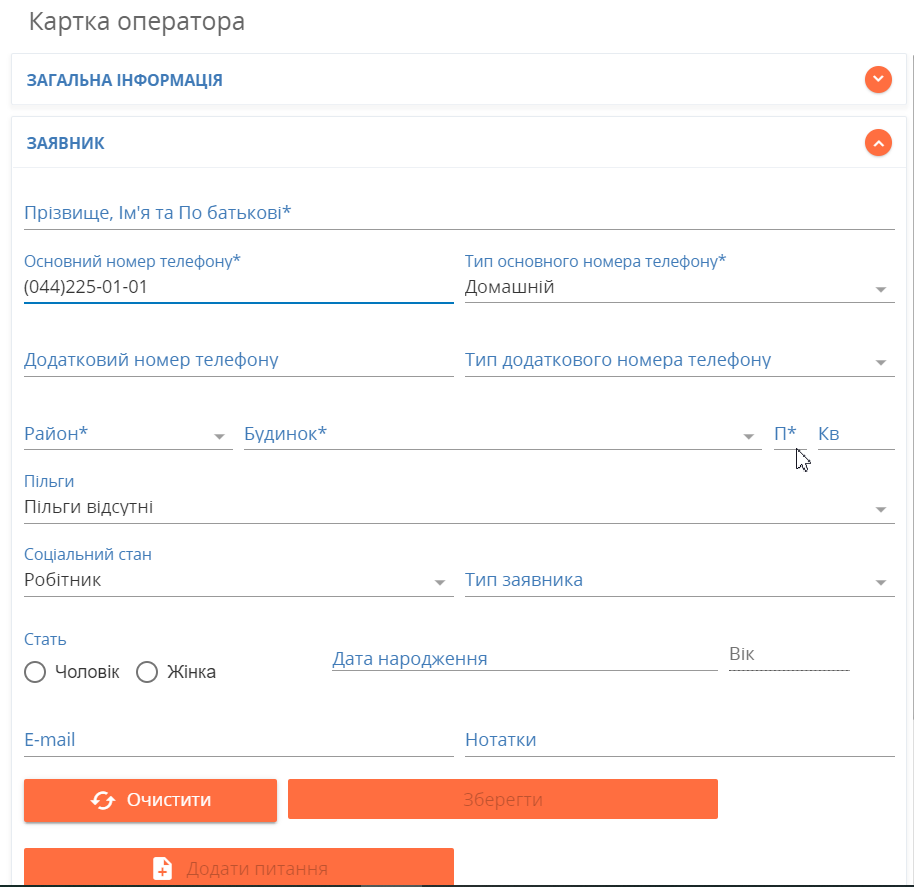 Картка оператора
ЗАГАЛЬНА ІНФОРМАЦІЯ
ЗАЯВНИК
Прізвище, Ім'я та По батькові*
Основний номер телефону* Тип основного номера телефону*
(044)225-01-01 Домашній
Додатковий номер телефону Тип додаткового номера телефону
Район* Будинок* П* Кв
Пільги
Пільги відсутні
Соціальний стан
Робітник Тип заявника
Стать
Чоловік Жінка Дата народження Вік
E-mail Нотатки
Очистити Зберегти
Додати питання